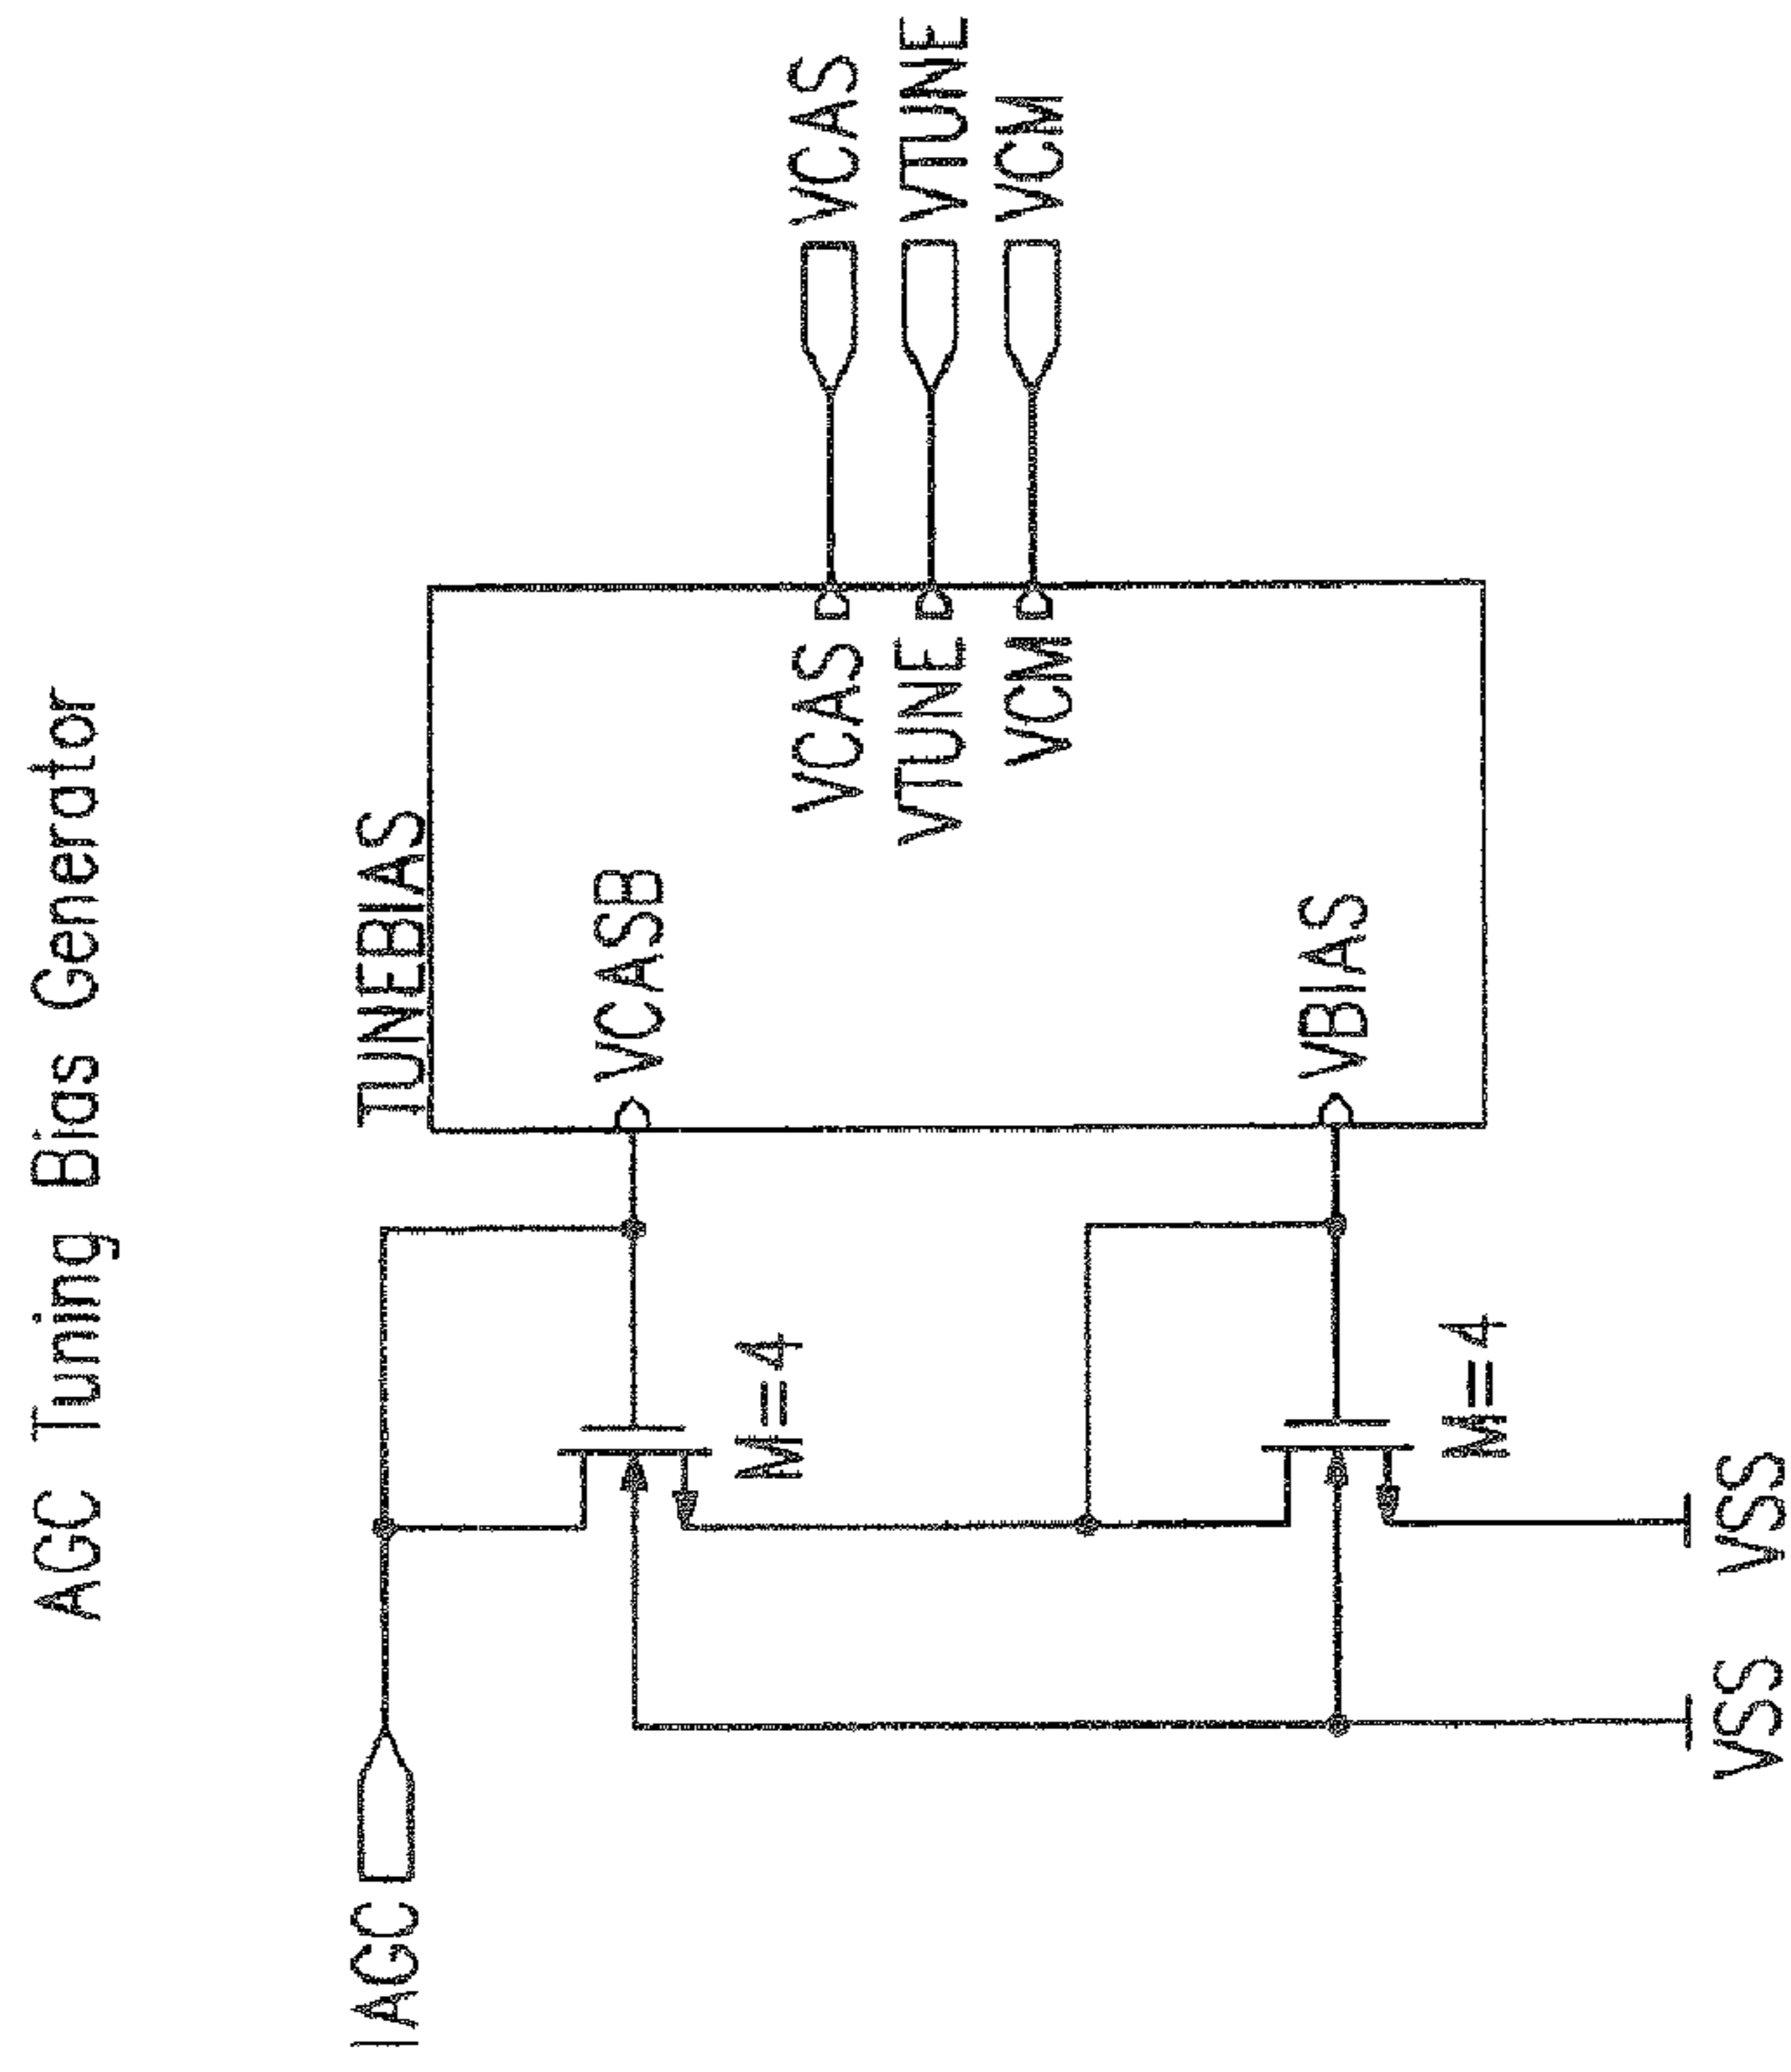 AGC Tuning Bias Generator
IAGC
TUNEBIAS
VCASB
VCAS
VCAS
VTUNE
VTUNE
VCM
VCM
M=4
VBIAS
M=4
VSS
VSS